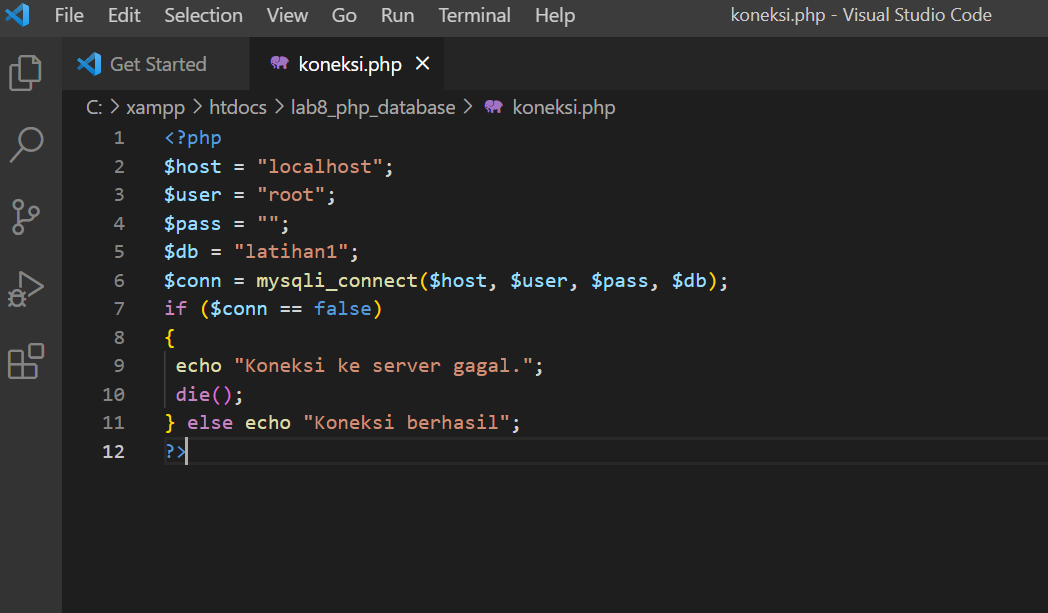 File Edit Selection View Go Run Terminal Help koneksi.php - Visual Studio Code
Get Started koneksi.php
C: > xampp > htdocs > lab8_php_database > koneksi.php
1 <?php
2 $host = "localhost";
3 $user = "root";
4 $pass = "";
5 $db = "latihan1";
6 $conn = mysqli_connect($host, $user, $pass, $db);
7 if ($conn == false)
8 {
9 echo "Koneksi ke server gagal.";
10 die();
11 } else echo "Koneksi berhasil";
12 ?>